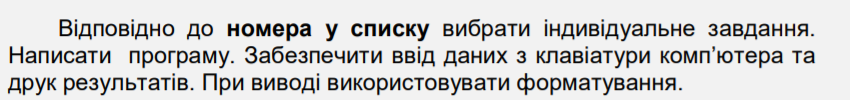 Відповідно до номера у списку вибрати індивідуальне завдання.
Написати програму. Забезпечити ввід даних з клавіатури комп'ютера та
друк результатів. При виводі використовувати форматування.